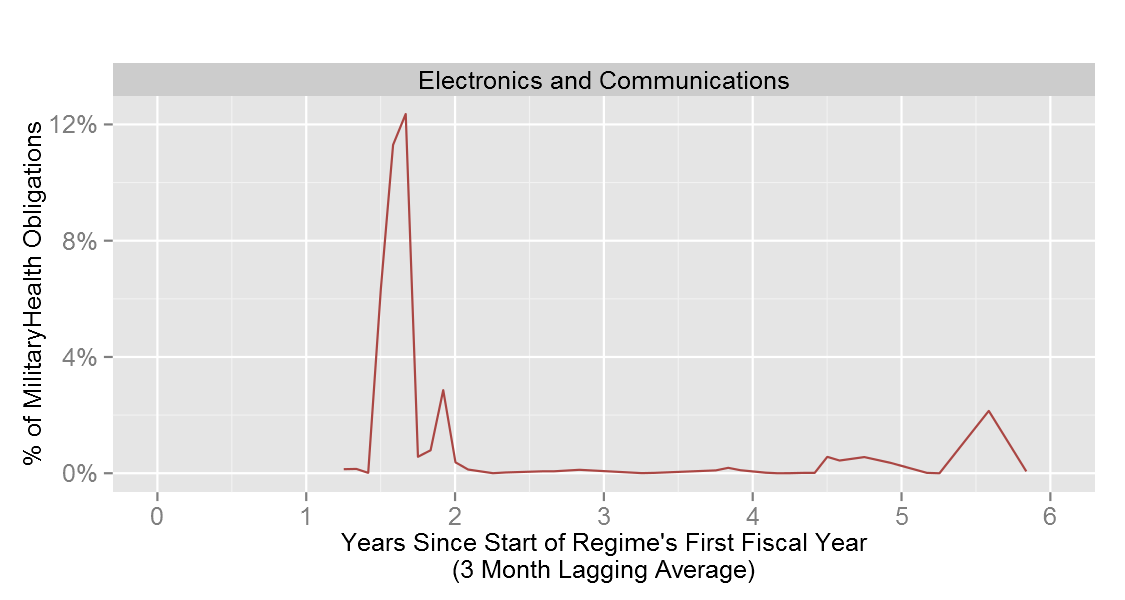 Electronics and Communications
% of MilitaryHealth Obligations
12%
8%
4%
0%
0 1 2 3 4 5 6
Years Since Start of Regime's First Fiscal Year
(3 Month Lagging Average)